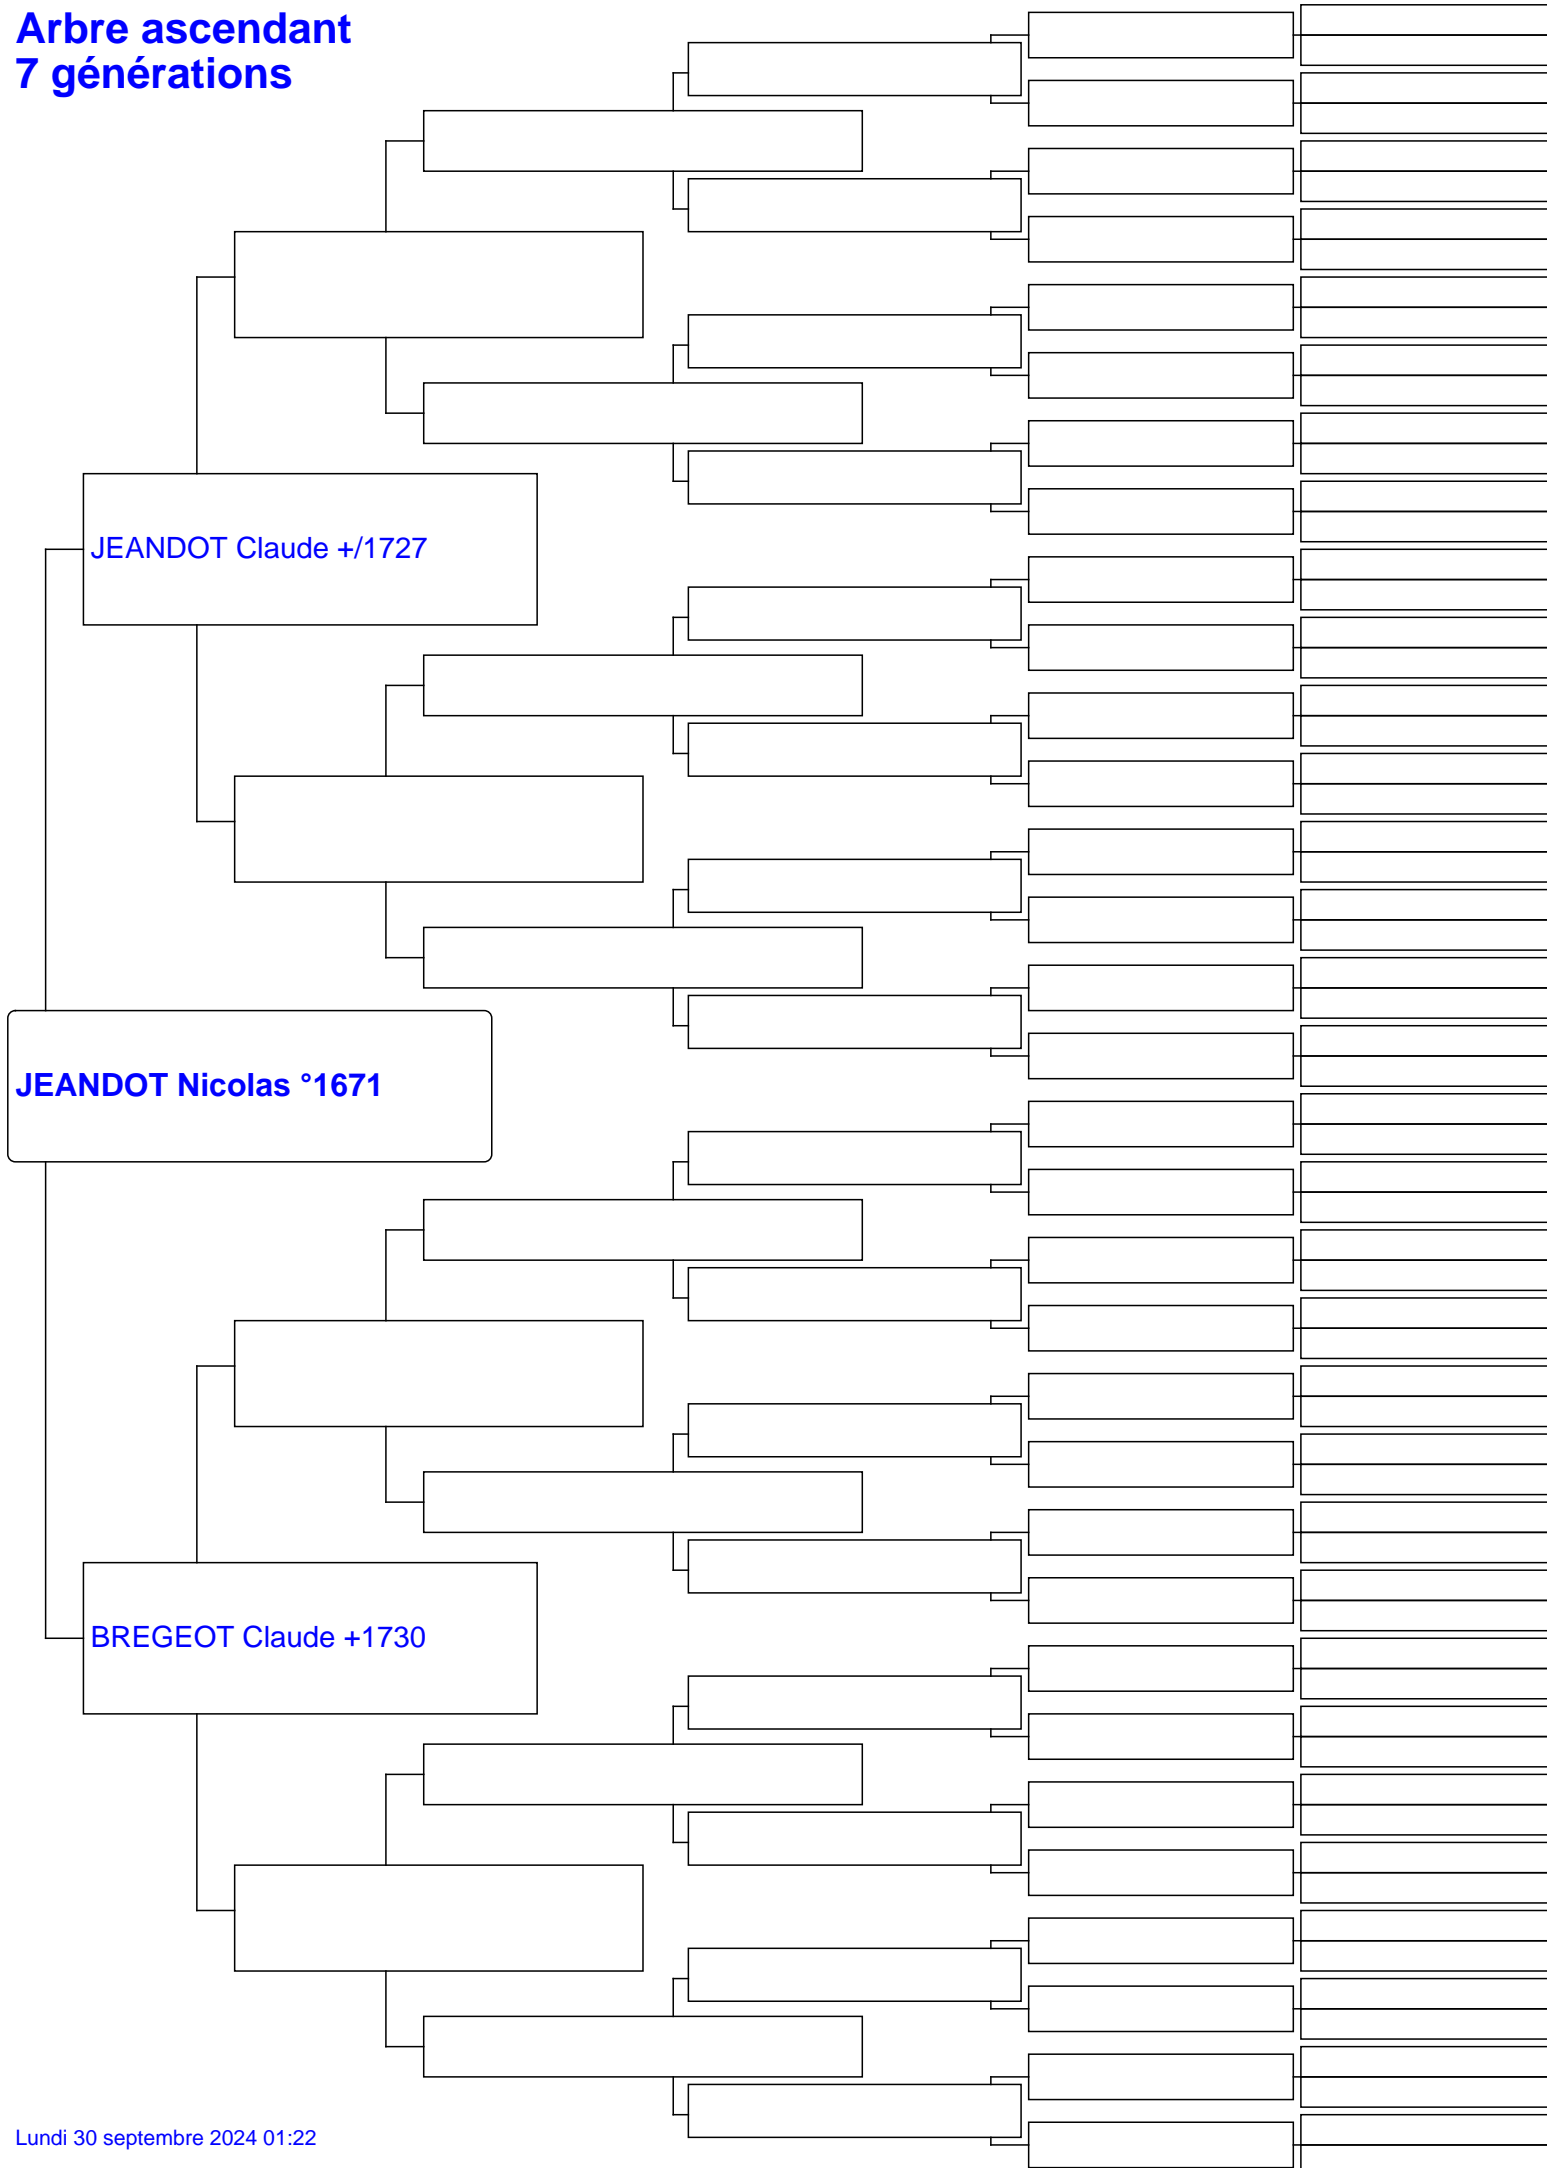 Arbre ascendant
7 générations
JEANDOT Claude +/1727
JEANDOT Nicolas °1671
BREGEOT Claude +1730
Lundi 30 septembre 2024 01:22